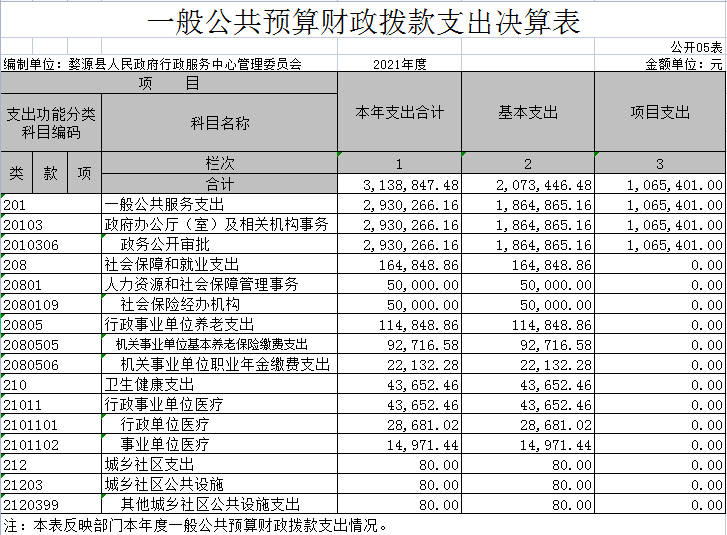 一般公共预算财政拨款支出决算表
公开05表
编制单位：婺源县人民政府行政服务中心管理委员会 2021年度 金额单位：元
项 目 本年支出合计 基本支出 项目支出
支出功能分类科目编码 科目名称
类 款 项 栏次 1 2 3
合计 3,138,847.48 2,073,446.48 1,065,401.00
201 一般公共服务支出 2,930,266.16 1,864,865.16 1,065,401.00
20103 政府办公厅（室）及相关机构事务 2,930,266.16 1,864,865.16 1,065,401.00
2010306 政务公开审批 2,930,266.16 1,864,865.16 1,065,401.00
208 社会保障和就业支出 164,848.86 164,848.86 0.00
20801 人力资源和社会保障管理事务 50,000.00 50,000.00 0.00
2080109 社会保险经办机构 50,000.00 50,000.00 0.00
20805 行政事业单位养老支出 114,848.86 114,848.86 0.00
2080505 机关事业单位基本养老保险缴费支出 92,716.58 92,716.58 0.00
2080506 机关事业单位职业年金缴费支出 22,132.28 22,132.28 0.00
210 卫生健康支出 43,652.46 43,652.46 0.00
21011 行政事业单位医疗 43,652.46 43,652.46 0.00
2101101 行政单位医疗 28,681.02 28,681.02 0.00
2101102 事业单位医疗 14,971.44 14,971.44 0.00
212 城乡社区支出 80.00 80.00 0.00
21203 城乡社区公共设施 80.00 80.00 0.00
2120399 其他城乡社区公共设施支出 80.00 80.00 0.00
注：本表反映部门本年度一般公共预算财政拨款支出情况。